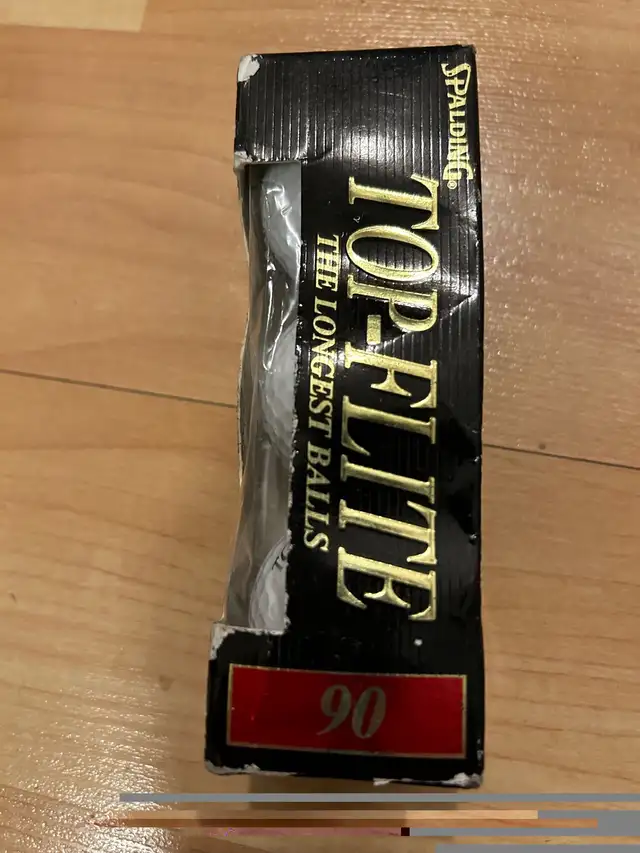 SPALDING®
TOP-FLITE
THE LONGEST BALLS
90